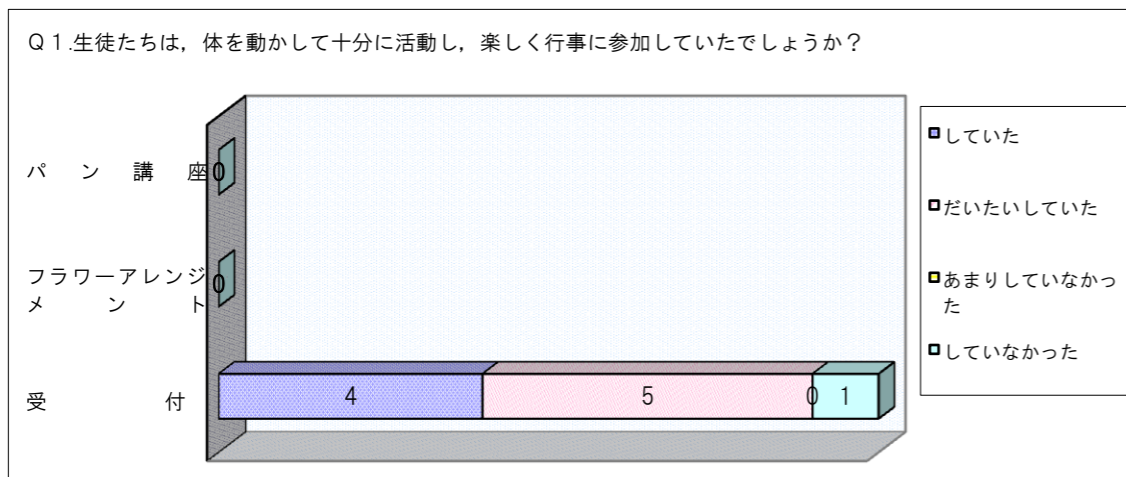 Ｑ１.生徒たちは，体を動かして十分に活動し，楽しく行事に参加していたでしょうか？
パン講座
0
フラワーアレンジ
メント
0
受付
4
5
0
1
していた
だいたいしていた
あまりしていなかっ
た
していなかった